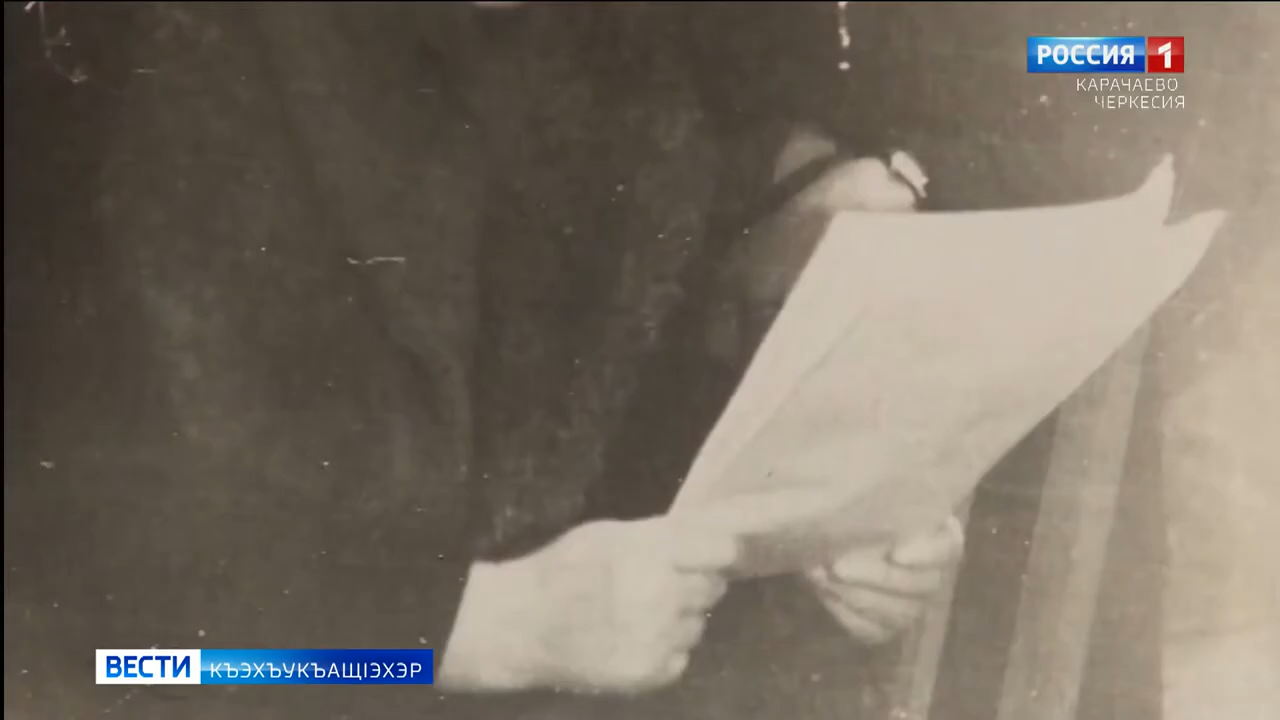 РОССИЯ 1
КАРАЧАЕВО
ЧЕРКЕСИЯ
ВЕСТИ КЪЭХЪУКЪАЩІЭХЭР